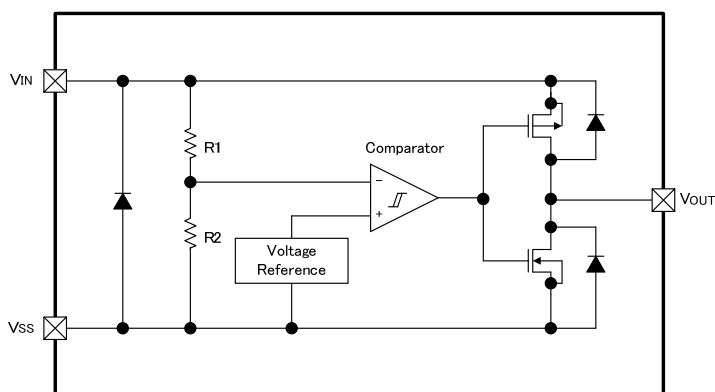 VIN
R1
Comparator
−
+
R2
Voltage
Reference
VOUT
VSS